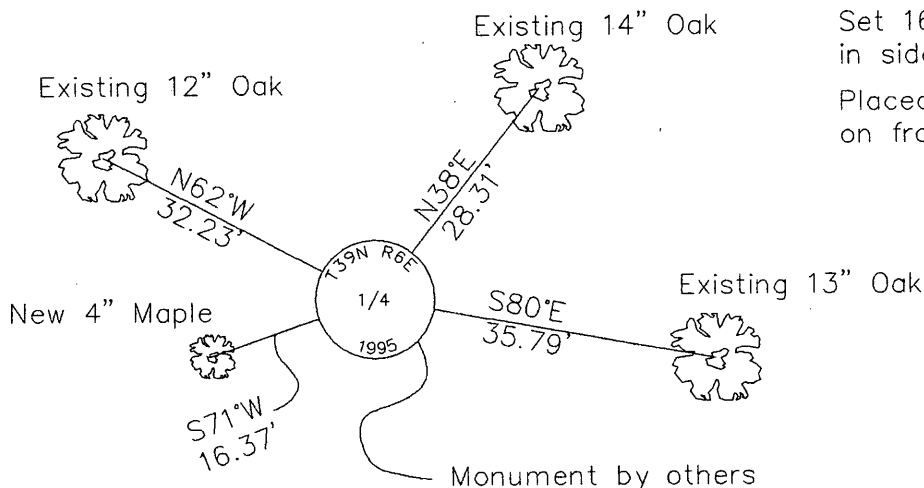 Existing 14" Oak
Set 16
in side
Existing 12" Oak
Placed
on fro
N62°W
32.23'
N38°E
28.31'
T39N R6E
1/4
1995
S80°E
35.79'
Existing 13" Oak
New 4" Maple
S71°W
16.37'
Monument by others